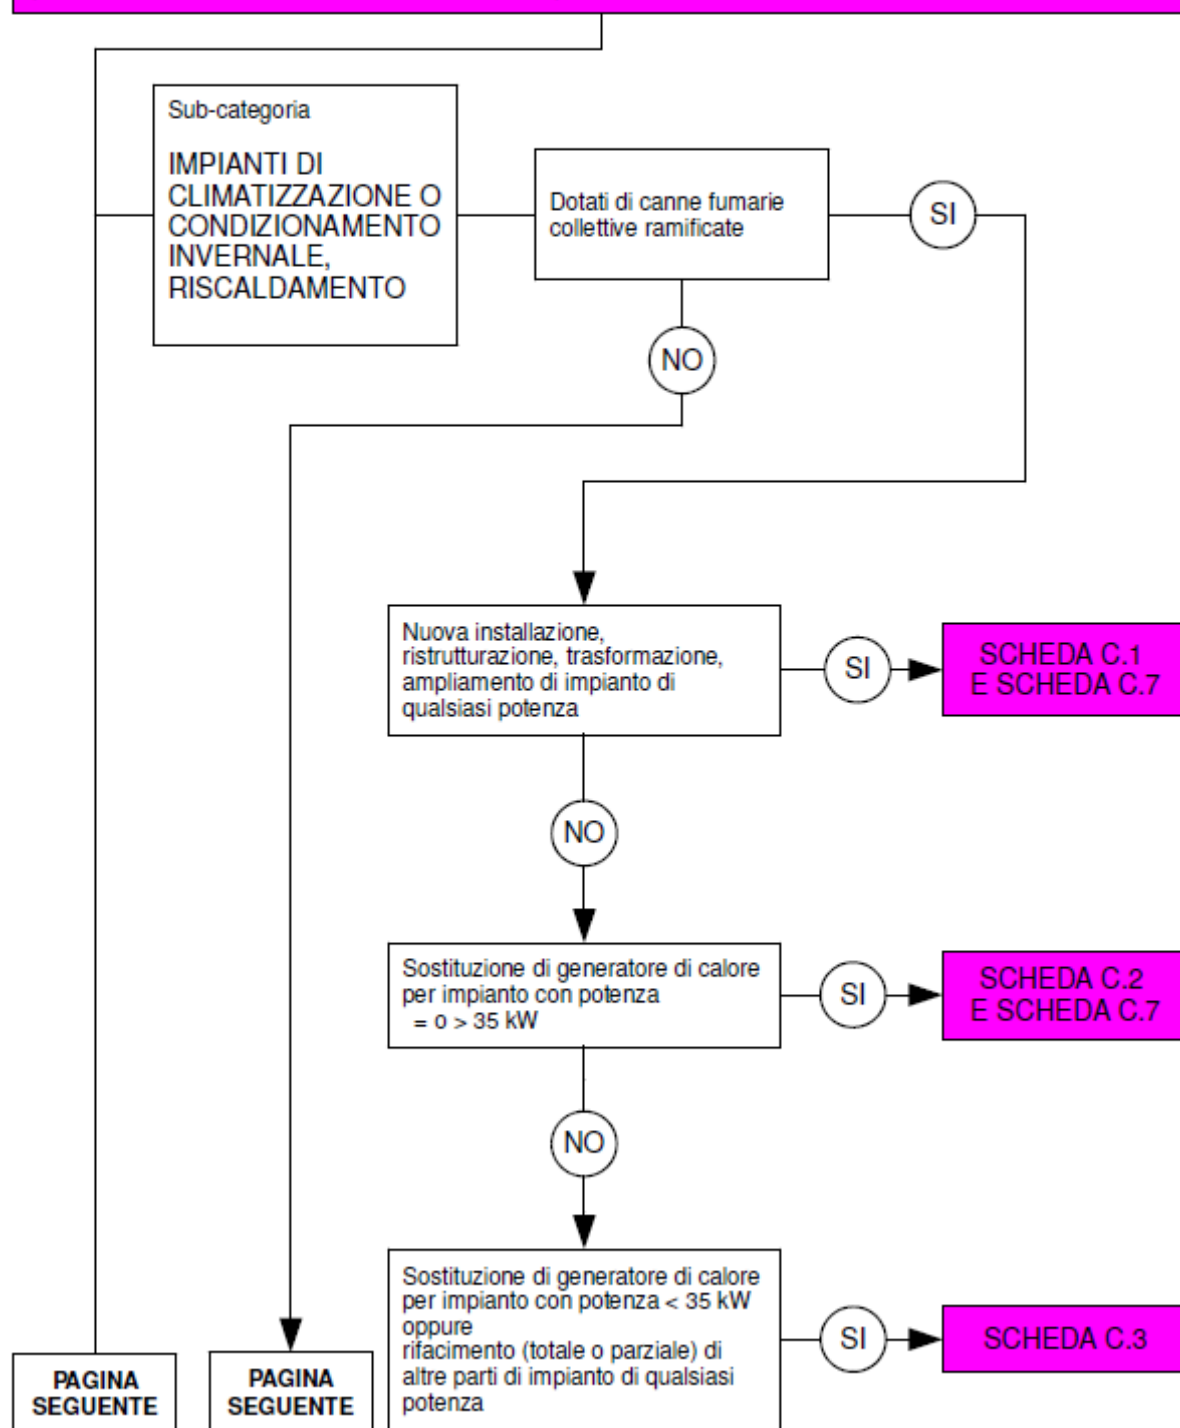 Sub-categoria
IMPIANTI DI
CLIMATIZZAZIONE O
CONDIZIONAMENTO
INVERNALE,
RISCALDAMENTO
Dotati di canne fumarie
collettive ramificate
SI
NO
Nuova installazione,
ristrutturazione, trasformazione,
ampliamento di impianto di
qualsiasi potenza
SI
SCHEDA C.1
E SCHEDA C.7
NO
Sostituzione di generatore di calore
per impianto con potenza
= o > 35 kW
SI
SCHEDA C.2
E SCHEDA C.7
NO
Sostituzione di generatore di calore
per impianto con potenza < 35 kW
oppure
rifacimento (totale o parziale) di
altre parti di impianto di qualsiasi
potenza
SI
SCHEDA C.3
PAGINA
SEGUENTE
PAGINA
SEGUENTE